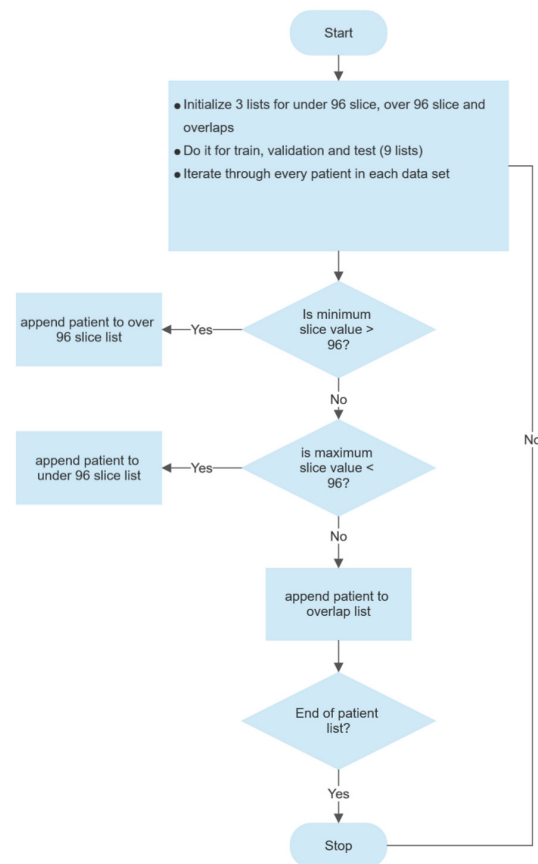 Start
● Initialize 3 lists for under 96 slice, over 96 slice and
overlaps
● Do it for train, validation and test (9 lists)
● Iterate through every patient in each data set
Is minimum
slice value >
96?
Yes
append patient to over
96 slice list
No
is maximum
slice value <
96?
Yes
append patient to
under 96 slice list
No
No
append patient to
overlap list
End of patient
list?
Yes
Stop